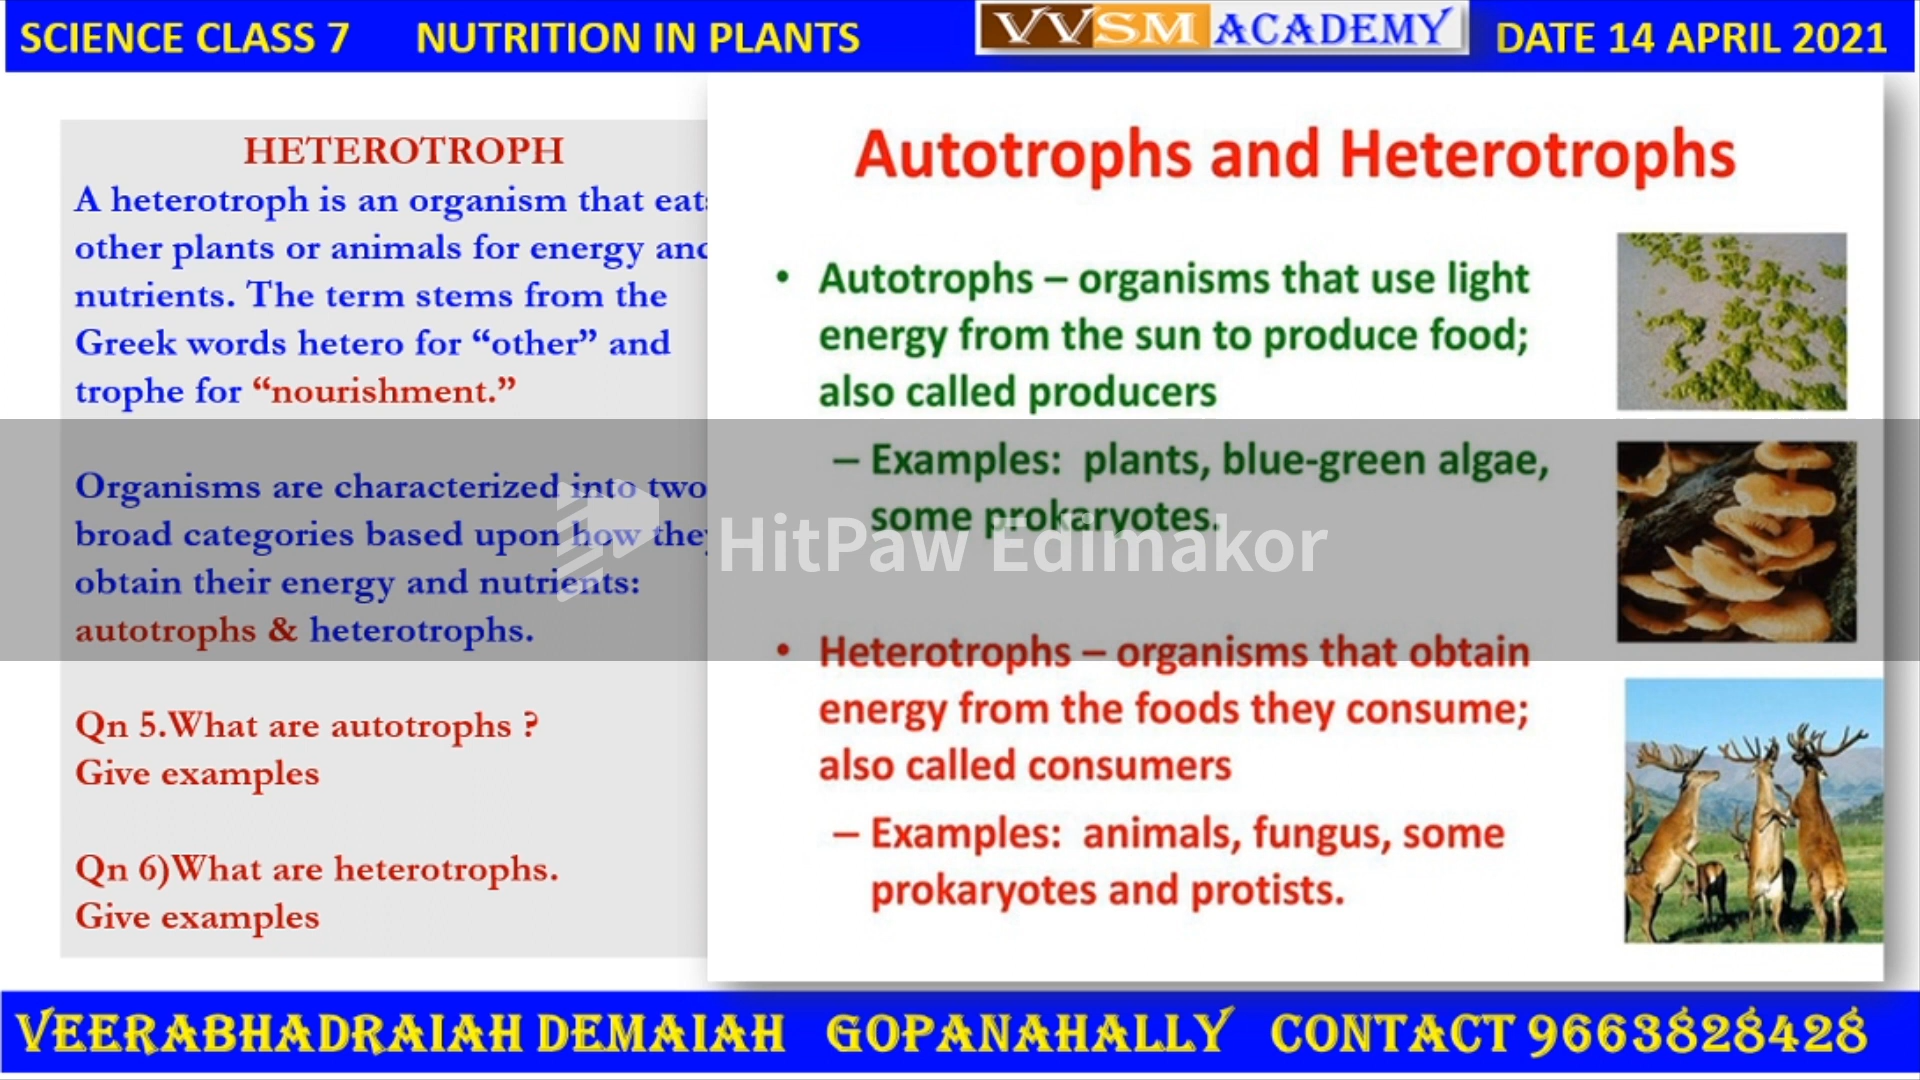 SCIENCE CLASS 7 NUTRITION IN PLANTS VVSM ACADEMY DATE 14 APRIL 2021
HETEROTROPH
A heterotroph is an organism that eats
other plants or animals for energy and
nutrients. The term stems from the
Greek words hetero for “other” and
trophe for “nourishment.”
Organisms are characterized into two
broad categories based upon how they
obtain their energy and nutrients:
autotrophs & heterotrophs.
Qn 5.What are autotrophs ?
Give examples
Qn 6)What are heterotrophs.
Give examples
Autotrophs and Heterotrophs
• Autotrophs – organisms that use light
energy from the sun to produce food;
also called producers
– Examples: plants, blue-green algae,
some prokaryotes.
• Heterotrophs – organisms that obtain
energy from the foods they consume;
also called consumers
– Examples: animals, fungus, some
prokaryotes and protists.
HitPaw Edimakor
VEERABHADRAIAH DEMAIAH GOPANAHALLY CONTACT 9663828428